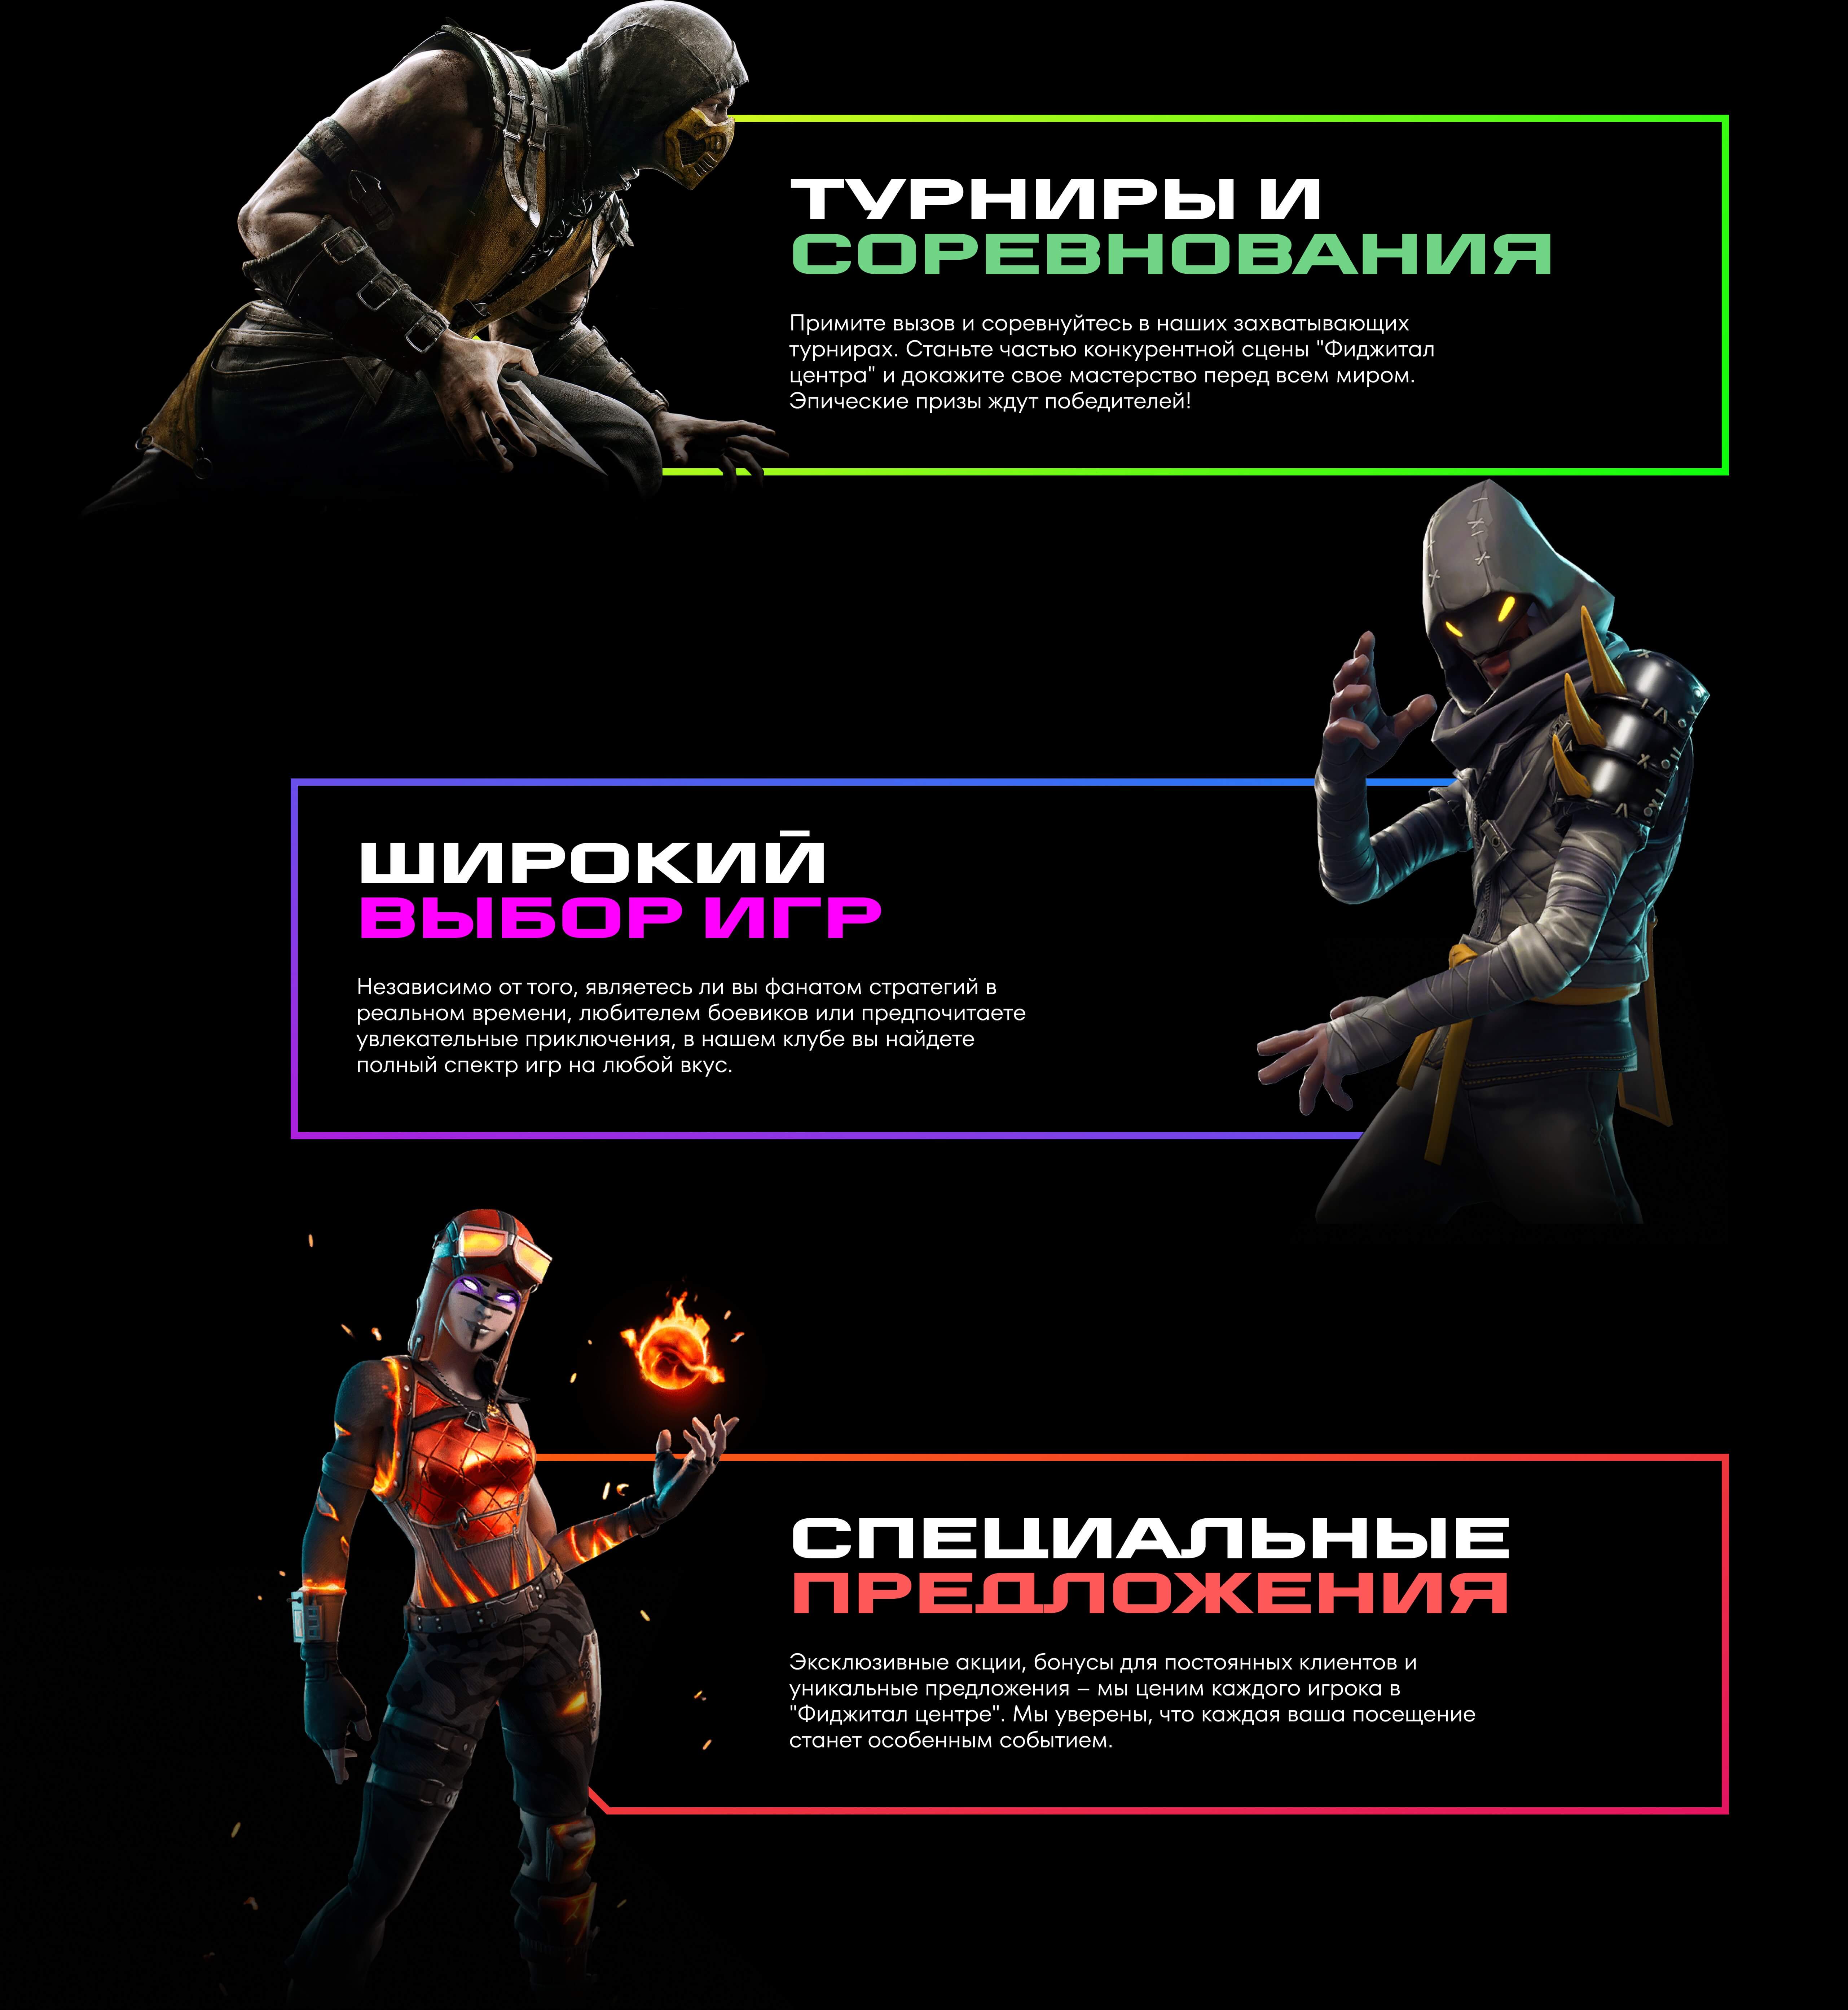 ТУРНИРЫ И
СОРЕВНОВАНИЯ
Примите вызов и соревнуйтесь в наших захватывающих
турнирах. Станьте частью конкурентной сцены "Фиджитал
центра" и докажите свое мастерство перед всем миром.
Эпические призы ждут победителей!
ШИРОКИЙ
ВЫБОР ИГР
Независимо от того, являетесь ли вы фанатом стратегий в
реальном времени, любителем боевиков или предпочитаете
увлекательные приключения, в нашем клубе вы найдете
полный спектр игр на любой вкус.
СПЕЦИАЛЬНЫЕ
ПРЕДЛОЖЕНИЯ
Эксклюзивные акции, бонусы для постоянных клиентов и
уникальные предложения – мы ценим каждого игрока в
"Фиджитал центре". Мы уверены, что каждая ваша посещение
станет особенным событием.